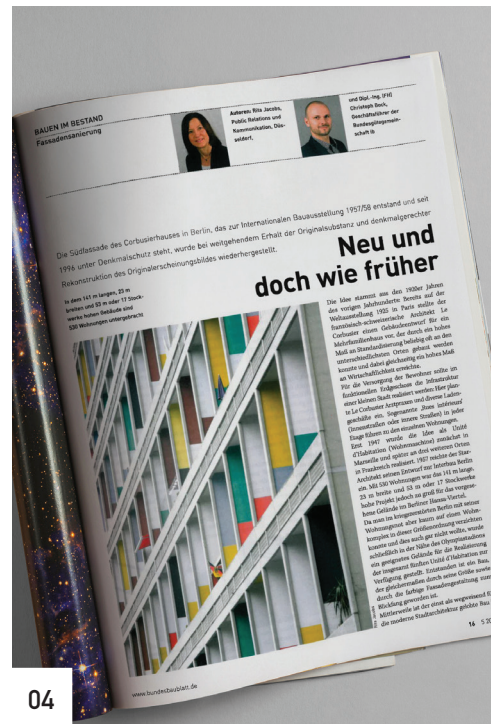 BAUEN IM BESTAND
Fassadensanierung
Autoren: Rita Jacobs,
Public Relations und
Kommunikation, Düs-
seldorf,
und Dipl.-Ing. (FH)
Christoph Bock,
Geschäftsführer der
Bundesgütegemein-
schaft ib
Die Südfassade des Corbusierhauses in Berlin, das zur Internationalen Bauausstellung 1957/58 entstand und seit
1996 unter Denkmalschutz steht, wurde bei weitgehendem Erhalt der Originalsubstanz und denkmalgerechter
Rekonstruktion des Originalerscheinungsbildes wiederhergestellt.
Neu und
doch wie früher
In dem 141 m langen, 23 m
breiten und 53 m oder 17 Stock-
werke hohen Gebäude sind
530 Wohnungen untergebracht
Die Idee stammt aus den 1920er Jahren
des vorigen Jahrhunderts. Bereits auf der
Weltausstellung 1925 in Paris stellte der
französisch-schweizerische Architekt Le
Corbusier einen Gebäudeentwurf für ein
Mehrfamilienhaus vor, der durch ein hohes
Maß an Standardisierung beliebig oft an den
unterschiedlichsten Orten gebaut werden
konnte und dabei gleichzeitig ein hohes Maß
an Wirtschaftlichkeit erreichte.
Für die Versorgung der Bewohner sollte im
funktionalen Erdgeschoss die Infrastruktur
einer kleinen Stadt realisiert werden: Hier plan-
te Le Corbusier Arztpraxen und diverse Laden-
geschäfte ein. Sogenannte „Rues intérieurs“
(Innenstraßen oder innere Straßen) in jeder
Etage führen zu den einzelnen Wohnungen.
Erst 1947 wurde die Idee als Unité
d'Habitation (Wohnmaschine) zunächst in
Marseille und später an drei weiteren Orten
in Frankreich realisiert. 1957 reichte der Star-
Architekt seinen Entwurf zur Interbau Berlin
ein. Mit 530 Wohnungen war das 141 m lange,
23 m breite und 53 m oder 17 Stockwerke
hohe Projekt jedoch zu groß für das vorgese-
hene Gelände im Berliner Hansa-Viertel.
Da man im kriegszerstörten Berlin mit seiner
Wohnungsnot aber kaum auf einen Wohn-
komplex in dieser Größenordnung verzichten
konnte und dies auch gar nicht wollte, wurde
schließlich in der Nähe des Olympiastadions
ein geeignetes Gelände für die Realisierung
der insgesamt fünften Unité d'Habitation zur
Verfügung gestellt. Entstanden ist ein Bau,
der gleichermaßen durch seine Größe sowie
durch die farbige Fassadengestaltung zum
Blickfang geworden ist.
Mittlerweile ist der einst als wegweisend f
die moderne Stadtarchitektur gelobte Bau
www.bundesbaublatt.de
16
5 20
04